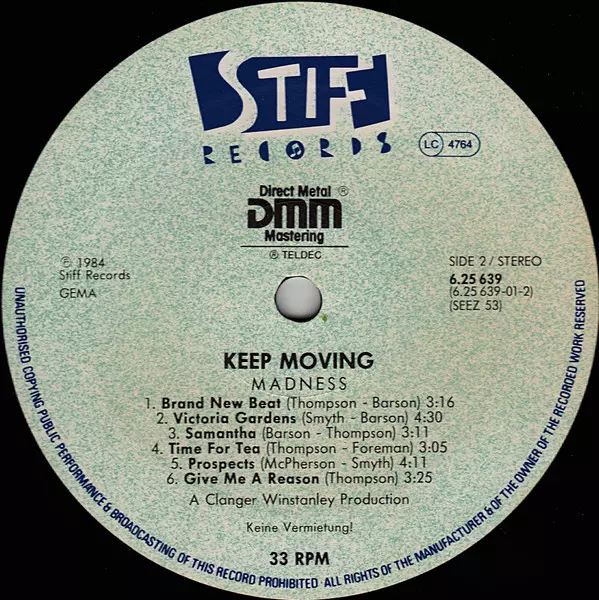 STIFF
RECORDS
LC 4764
Direct Metal ®
DMM
Mastering
℗ TELDEC
℗ 1984
Stiff Records
GEMA
SIDE 2 / STEREO
6.25 639
(6.25 639-01-2)
(SEEZ 53)
KEEP MOVING
MADNESS
1. Brand New Beat (Thompson - Barson) 3:16
2. Victoria Gardens (Smyth - Barson) 4:30
3. Samantha (Barson - Thompson) 3:11
4. Time For Tea (Thompson - Foreman) 3:05
5. Prospects (McPherson - Smyth) 4:11
6. Give Me A Reason (Thompson) 3:25
A Clanger Winstanley Production
Keine Vermietung!
33 RPM
UNAUTHORISED COPYING PUBLIC PERFORMANCE & BROADCASTING OF THIS RECORD PROHIBITED · ALL RIGHTS OF THE MANUFACTURER & OF THE OWNER OF THE RECORDED WORK RESERVED